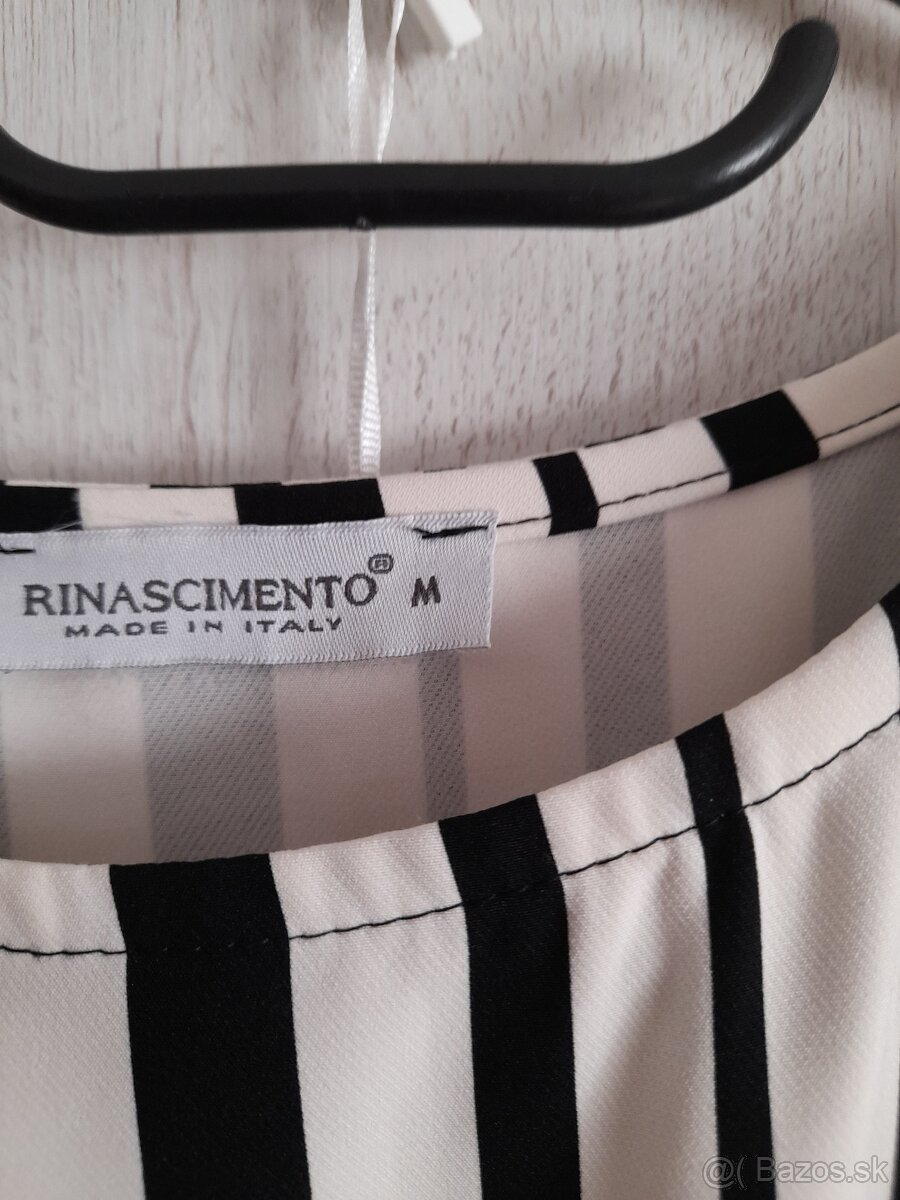 RINASCIMENTO® M
MADE IN ITALY
@( Bazos.sk